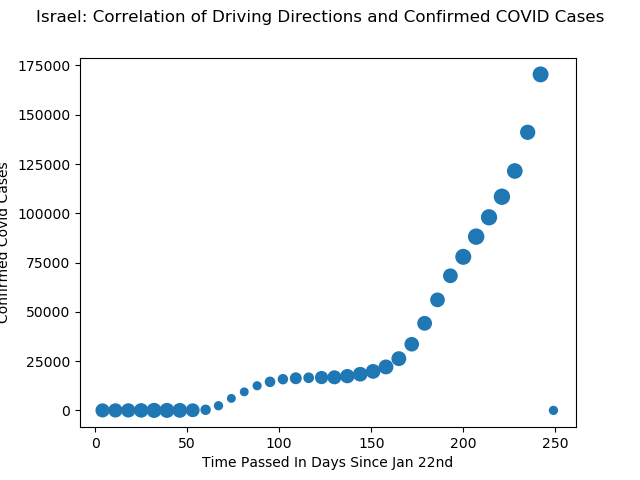 Israel: Correlation of Driving Directions and Confirmed COVID Cases
175000
150000
125000
100000
75000
50000
25000
0
Confirmed Covid Cases
0 50 100 150 200 250
Time Passed In Days Since Jan 22nd